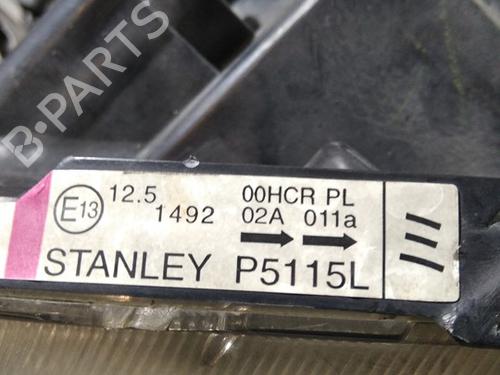 B-PARTS
E13 12.5 00HCR PL
1492 02A 011a
STANLEY P5115L